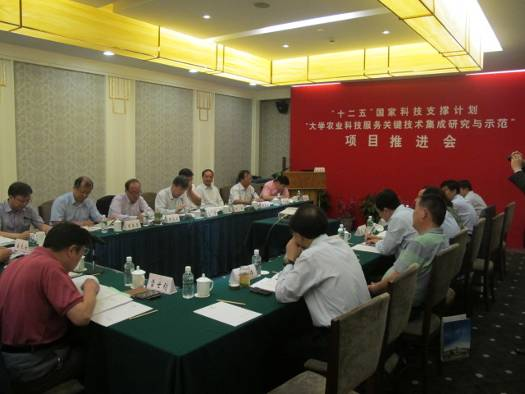 “十二五”国家科技支撑计划
“大学农业科技服务关键技术集成研究与示范”
项目推进会